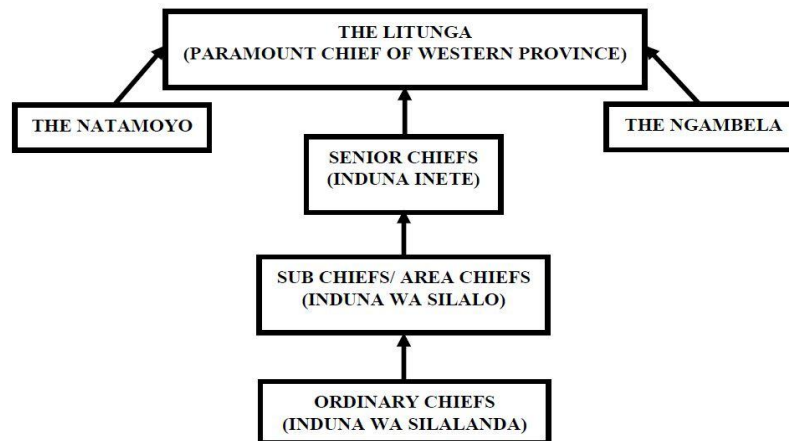 THE LITUNGA
(PARAMOUNT CHIEF OF WESTERN PROVINCE)
THE NATAMOYO
THE NGAMBELA
SENIOR CHIEFS
(INDUNA INETE)
SUB CHIEFS/ AREA CHIEFS
(INDUNA WA SILALO)
ORDINARY CHIEFS
(INDUNA WA SILALANDA)